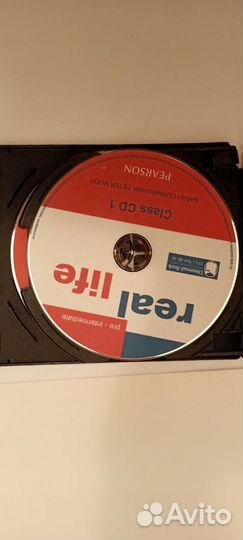 PEARSON
SARAH CUNNINGHAM PETER MOOR
Class CD 1
real
life
pre - intermediate
Avito